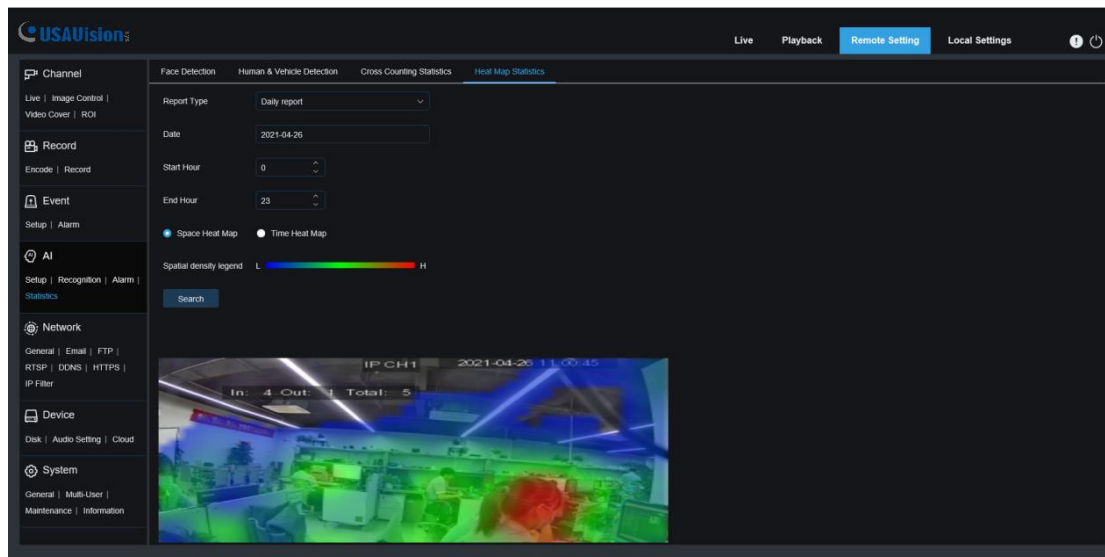 USAVision
Live Playback Remote Setting Local Settings
Channel
Live | Image Control |
Video Cover | ROI
Record
Encode | Record
Event
Setup | Alarm
AI
Setup | Recognition | Alarm |
Statistics
Network
General | Email | FTP |
RTSP | DDNS | HTTPS |
IP Filter
Device
Disk | Audio Setting | Cloud
System
General | Multi-User |
Maintenance | Information
Face Detection Human & Vehicle Detection Cross Counting Statistics Heat Map Statistics
Report Type Daily report
Date 2021-04-26
Start Hour 0
End Hour 23
Space Heat Map Time Heat Map
Spatial density legend L H
Search
IP CH1 2021-04-26 11:00:45
In: 4 Out: 1 Total: 5